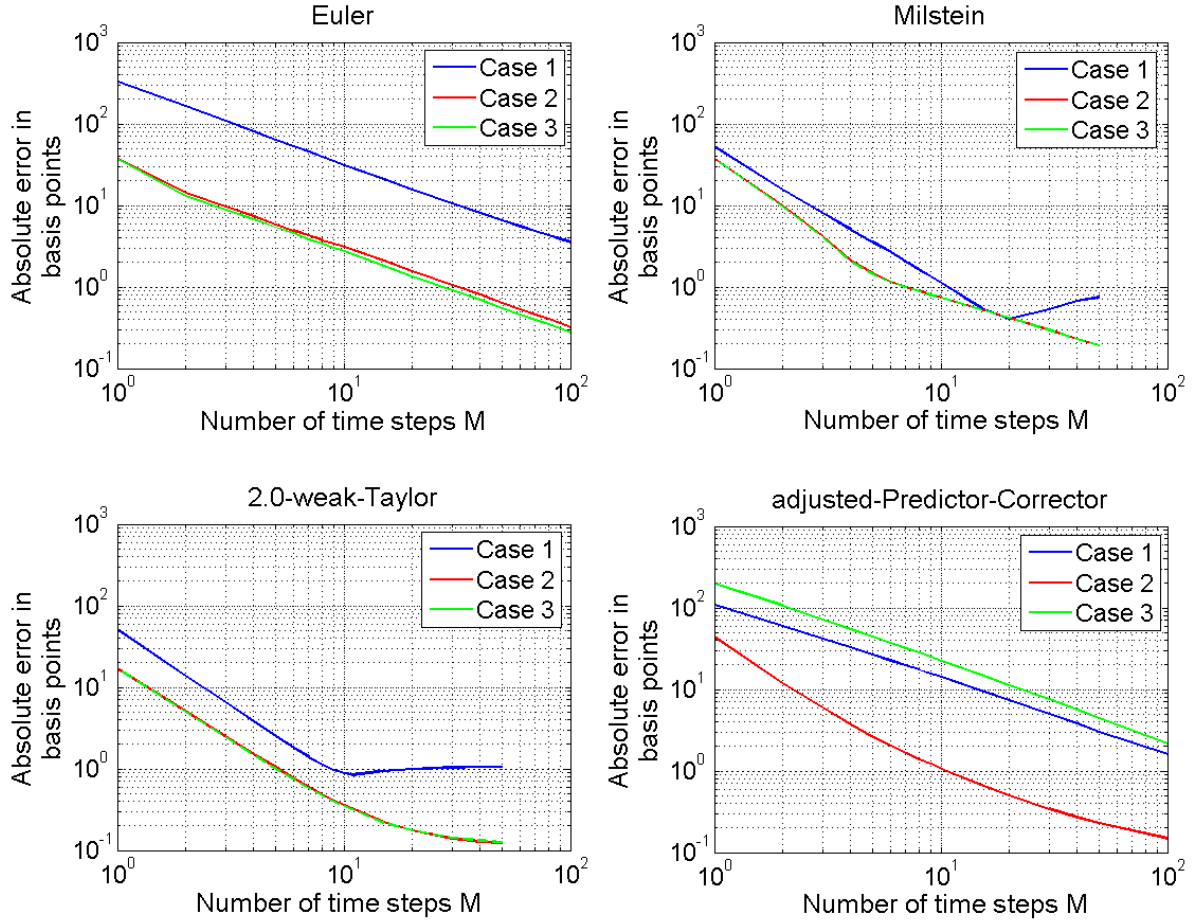 Euler
10^3
10^2
10^1
10^0
10^-1
Absolute error in
basis points
Case 1
Case 2
Case 3
10^0
10^1
10^2
Number of time steps M
Milstein
10^3
10^2
10^1
10^0
10^-1
Absolute error in
basis points
Case 1
Case 2
Case 3
10^0
10^1
10^2
Number of time steps M
2.0-weak-Taylor
10^3
10^2
10^1
10^0
10^-1
Absolute error in
basis points
Case 1
Case 2
Case 3
10^0
10^1
10^2
Number of time steps M
adjusted-Predictor-Corrector
10^3
10^2
10^1
10^0
10^-1
Absolute error in
basis points
Case 1
Case 2
Case 3
10^0
10^1
10^2
Number of time steps M